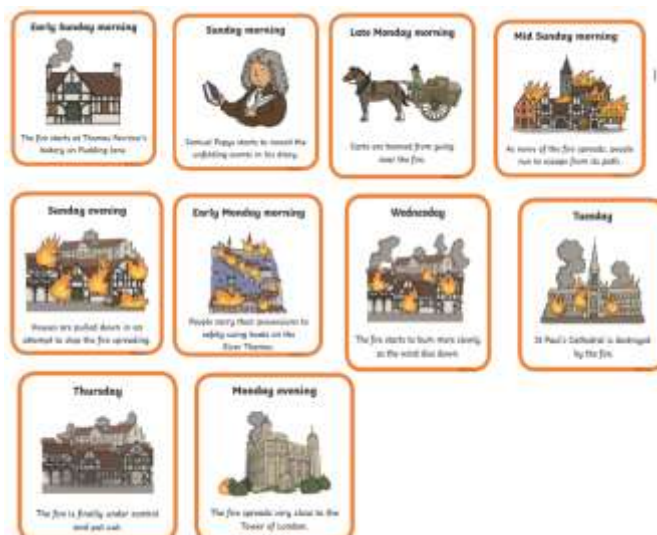 Early Sunday morning
The fire starts at Thomas Farriner's
bakery on Pudding Lane.
Sunday morning
Samuel Pepys starts to record the
unfolding events in his diary.
Late Monday morning
Carts are banned from going
near the fire.
Mid Sunday morning
As news of the fire spreads, people
run to escape from its path.
Sunday evening
Houses are pulled down in an
attempt to stop the fire spreading.
Early Monday morning
People carry their possessions to
safety using boats on the
River Thames.
Wednesday
The fire starts to burn more slowly
as the wind dies down.
Tuesday
St Paul's Cathedral is destroyed
by the fire.
Thursday
The fire is finally under control
and put out.
Monday evening
The fire spreads very close to the
Tower of London.